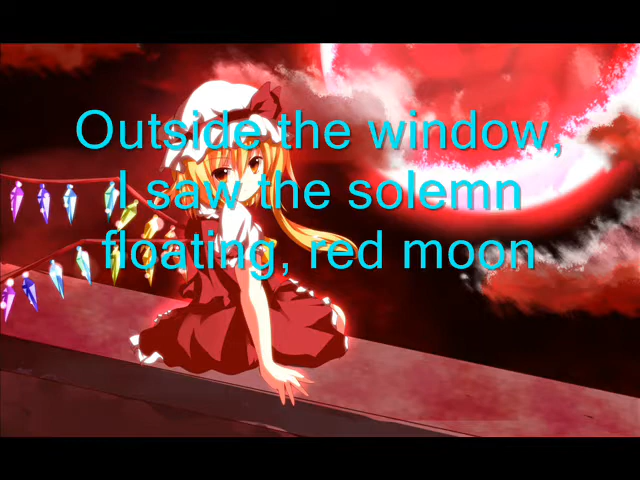 Outside the window,
I saw the solemn
floating, red moon